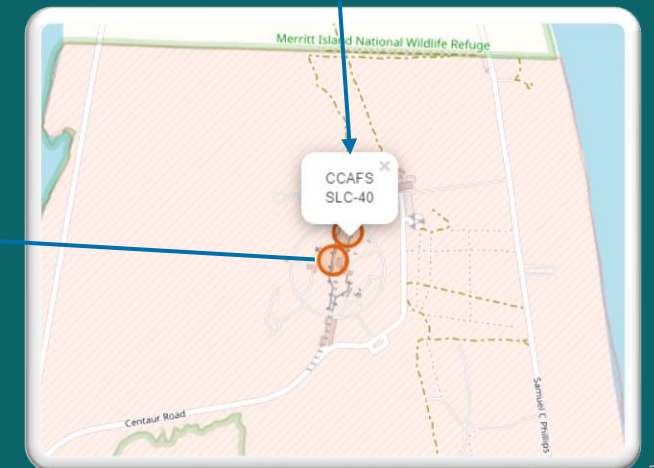 Merritt Island National Wildlife Refuge
×
CCAFS
SLC-40
Centaur Road
Samuel C Phillips